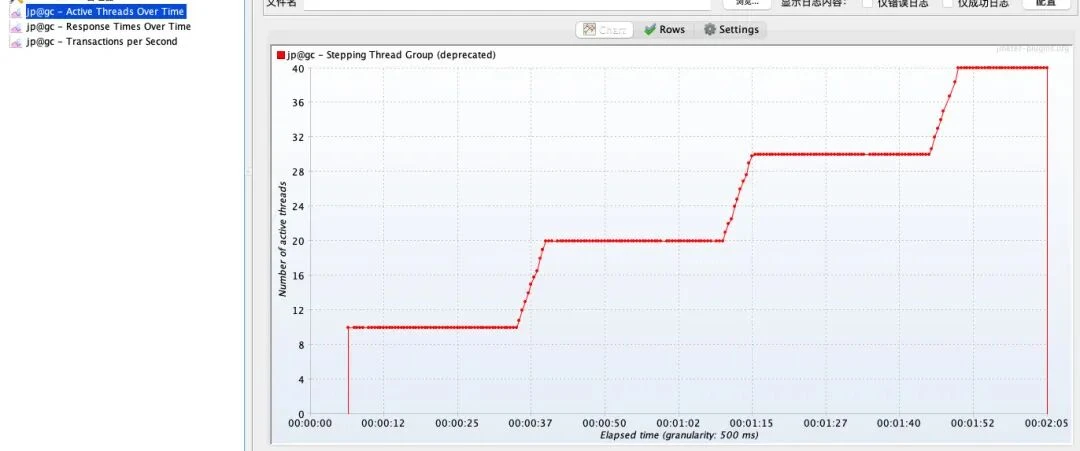 jp@gc - Active Threads Over Time
jp@gc - Response Times Over Time
jp@gc - Transactions per Second
文件名
浏览...
显示日志内容:
仅错误日志
仅成功日志
配置
Chart
Rows
Settings
jp@gc - Stepping Thread Group (deprecated)
jmeter-plugins.org
40
36
32
28
24
20
16
12
8
4
0
Number of active threads
00:00:00 00:00:12 00:00:25 00:00:37 00:00:50 00:01:02 00:01:15 00:01:27 00:01:40 00:01:52 00:02:05
Elapsed time (granularity: 500 ms)